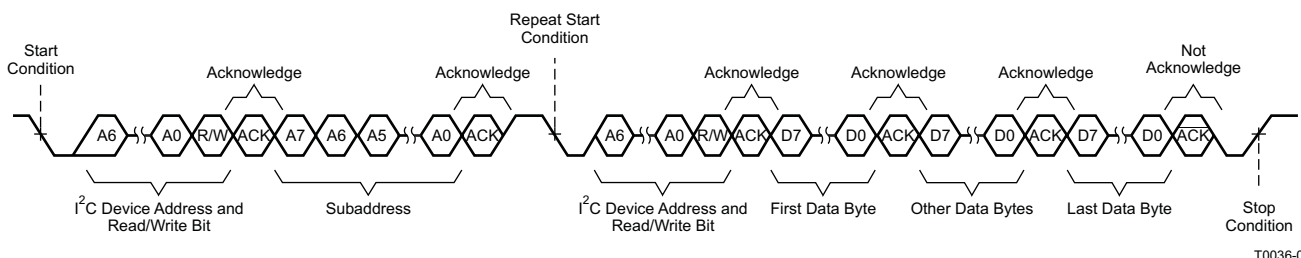 Repeat Start
Condition
Start
Condition
Not
Acknowledge
Acknowledge
Acknowledge
Acknowledge
Acknowledge
Acknowledge
A6 A0 R/W ACK A7 A6 A5 A0 ACK A6 A0 R/W ACK D7 D0 ACK D7 D0 ACK D7 D0 ACK
I²C Device Address and
Read/Write Bit
Subaddress
I²C Device Address and
Read/Write Bit
First Data Byte
Other Data Bytes
Last Data Byte
Stop
Condition